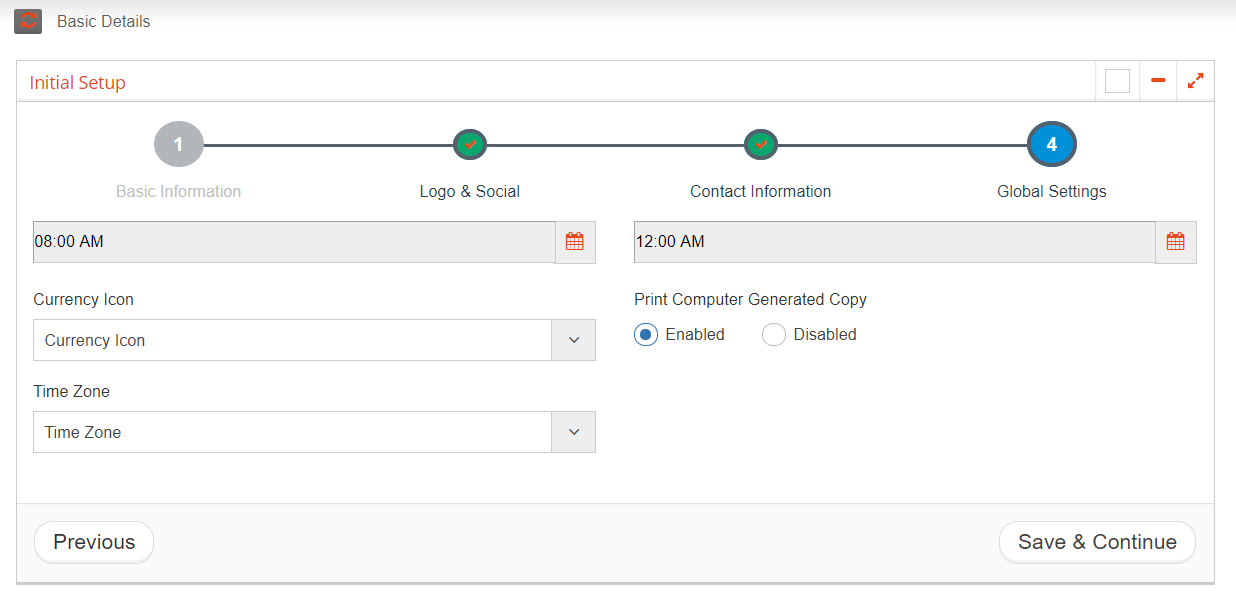 Basic Details
Initial Setup
1
4
Basic Information
Logo & Social
Contact Information
Global Settings
08:00 AM
12:00 AM
Currency Icon
Print Computer Generated Copy
Currency Icon
Enabled
Disabled
Time Zone
Time Zone
Previous
Save & Continue